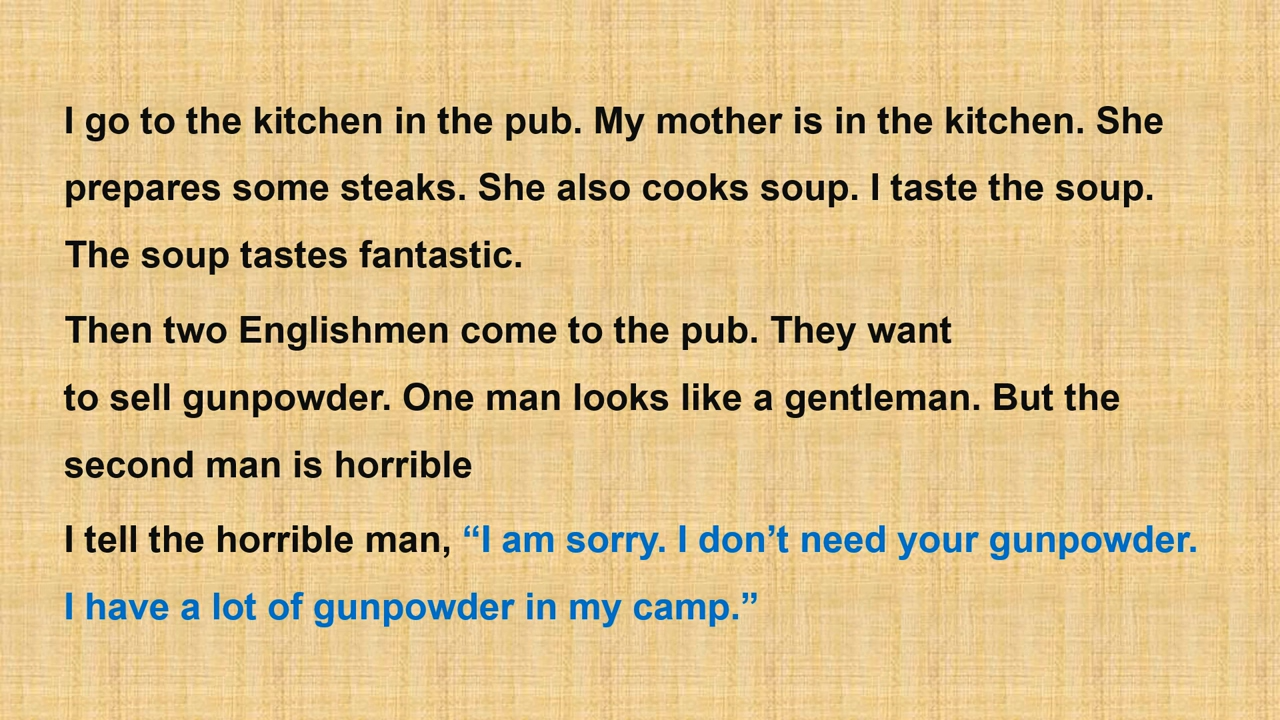 I go to the kitchen in the pub. My mother is in the kitchen. She
prepares some steaks. She also cooks soup. I taste the soup.
The soup tastes fantastic.
Then two Englishmen come to the pub. They want
to sell gunpowder. One man looks like a gentleman. But the
second man is horrible
I tell the horrible man, “I am sorry. I don’t need your gunpowder.
I have a lot of gunpowder in my camp.”